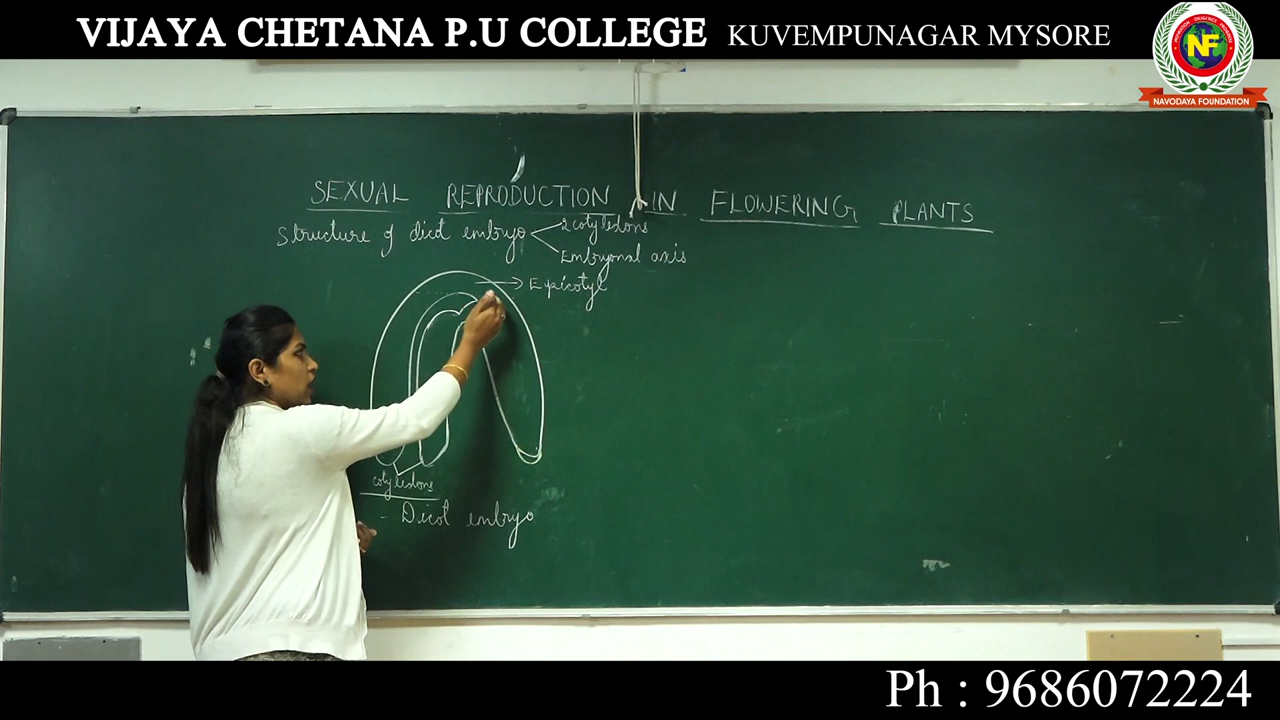 VIJAYA CHETANA P.U COLLEGE KUVEMPUNAGAR MYSORE
NF
NAVODAYA FOUNDATION
SEXUAL REPRODUCTION IN FLOWERING PLANTS
Structure of dicot embryo
2 cotyledons
Embryonal axis
Epicotyl
cotyledons
- Dicot embryo
Ph : 9686072224